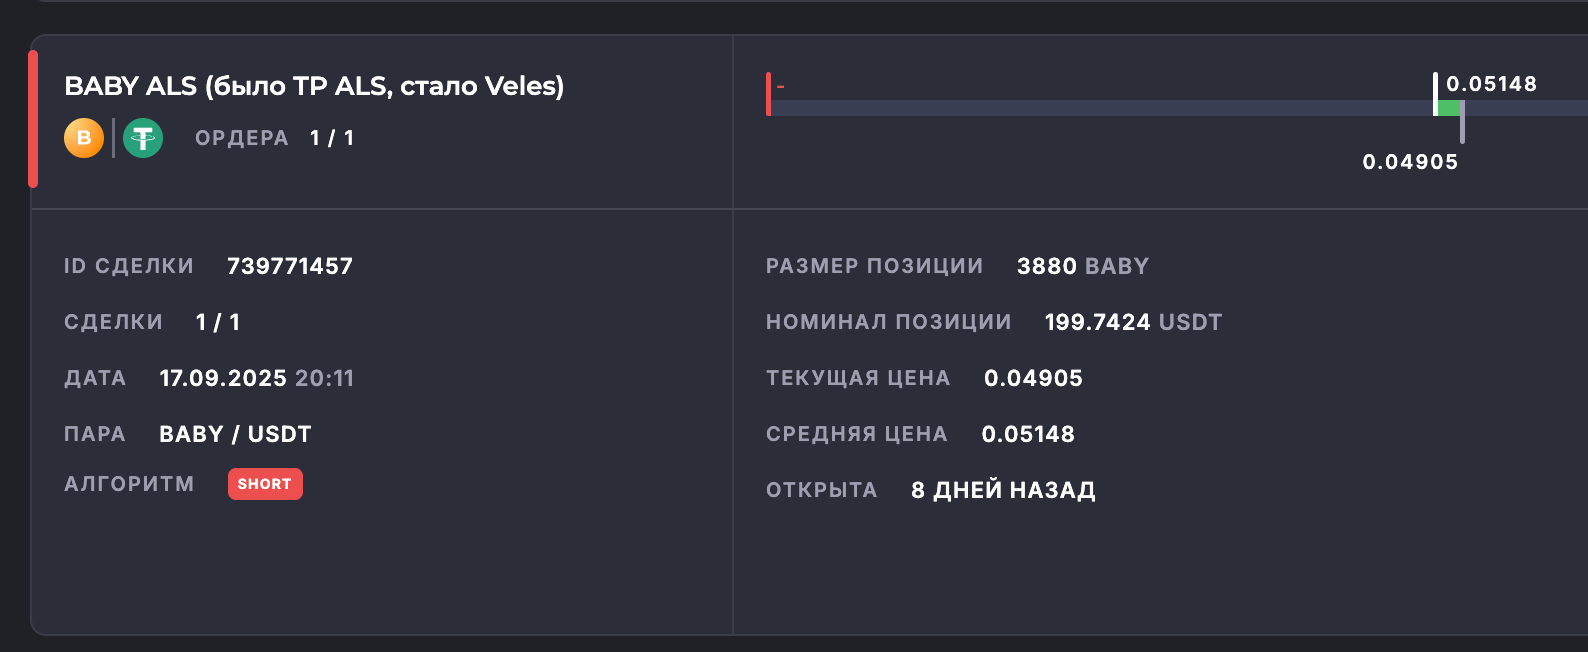 BABY ALS (было TP ALS, стало Veles)
B
ОРДЕРА 1 / 1
-
0.05148
0.04905
ID СДЕЛКИ 739771457
СДЕЛКИ 1 / 1
ДАТА 17.09.2025 20:11
ПАРА BABY / USDT
АЛГОРИТМ SHORT
РАЗМЕР ПОЗИЦИИ 3880 BABY
НОМИНАЛ ПОЗИЦИИ 199.7424 USDT
ТЕКУЩАЯ ЦЕНА 0.04905
СРЕДНЯЯ ЦЕНА 0.05148
ОТКРЫТА 8 ДНЕЙ НАЗАД